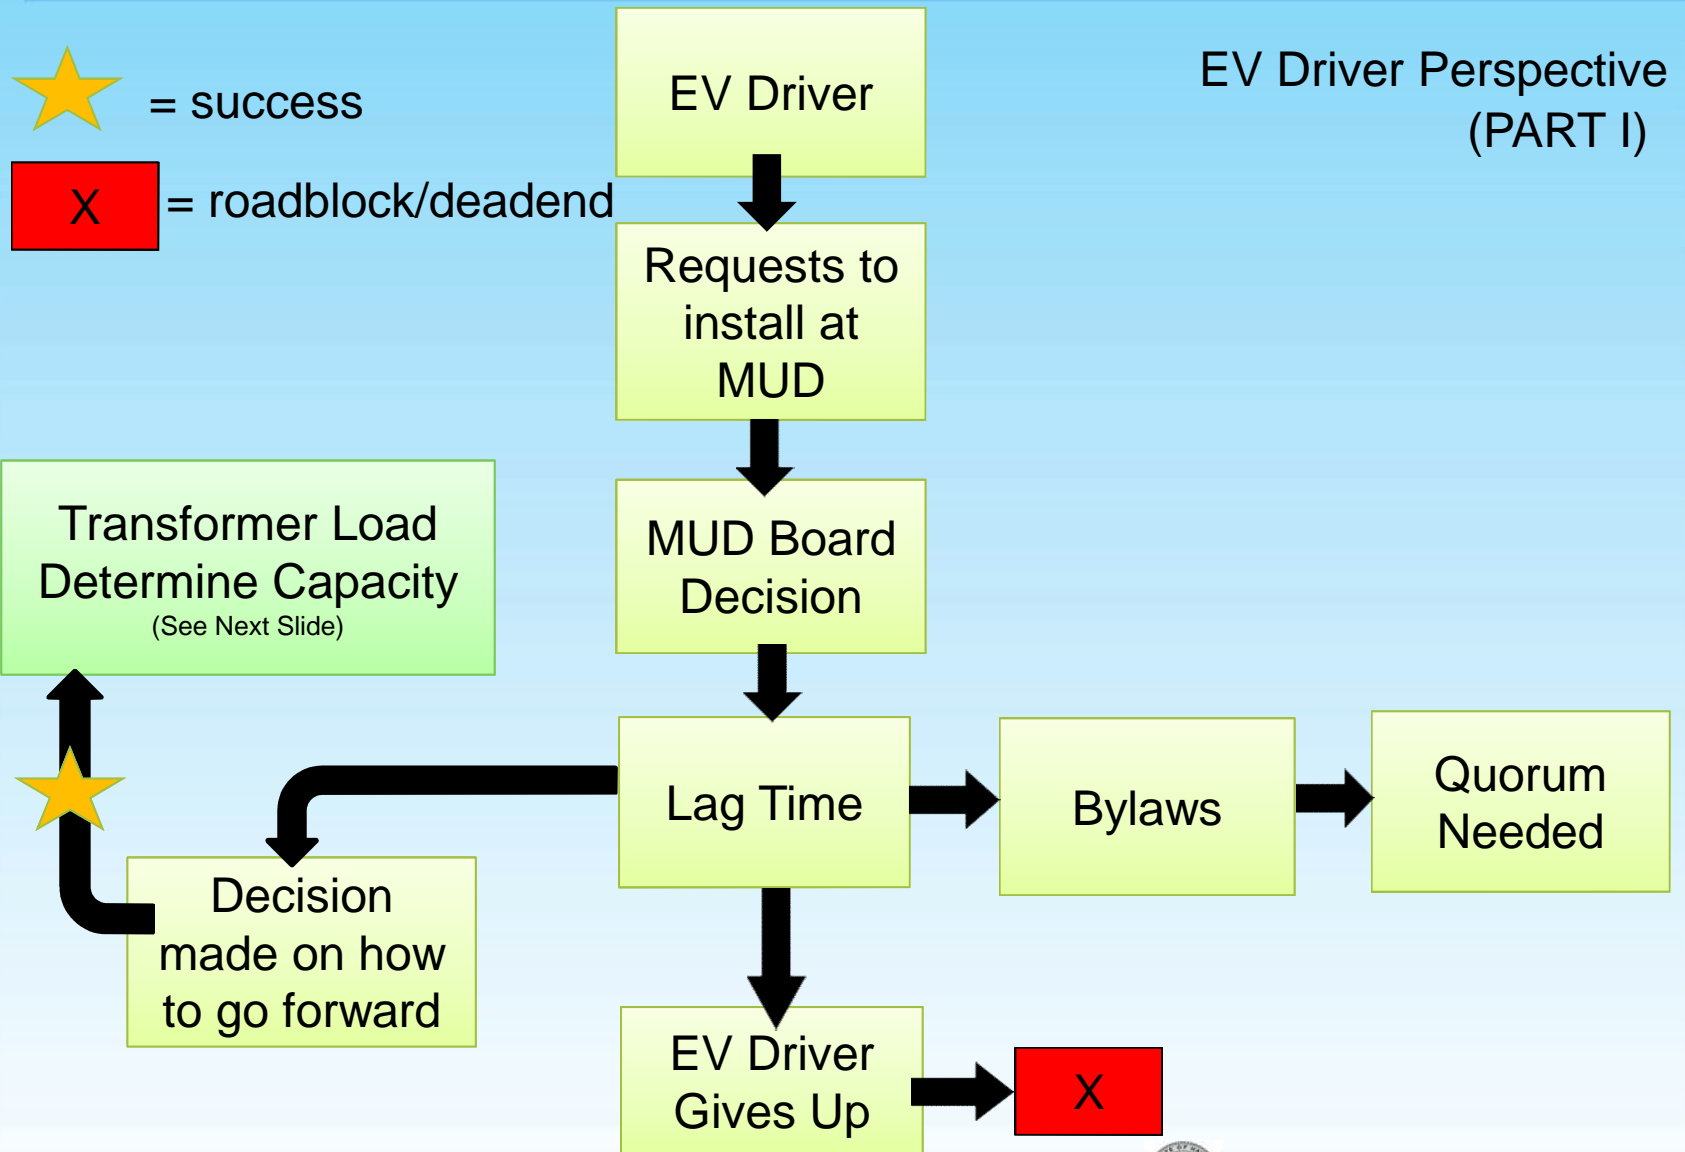 EV Driver Perspective
(PART I)
= success
X
= roadblock/deadend
EV Driver
Requests to
install at
MUD
MUD Board
Decision
Transformer Load
Determine Capacity
(See Next Slide)
Lag Time
Bylaws
Quorum
Needed
Decision
made on how
to go forward
EV Driver
Gives Up
X